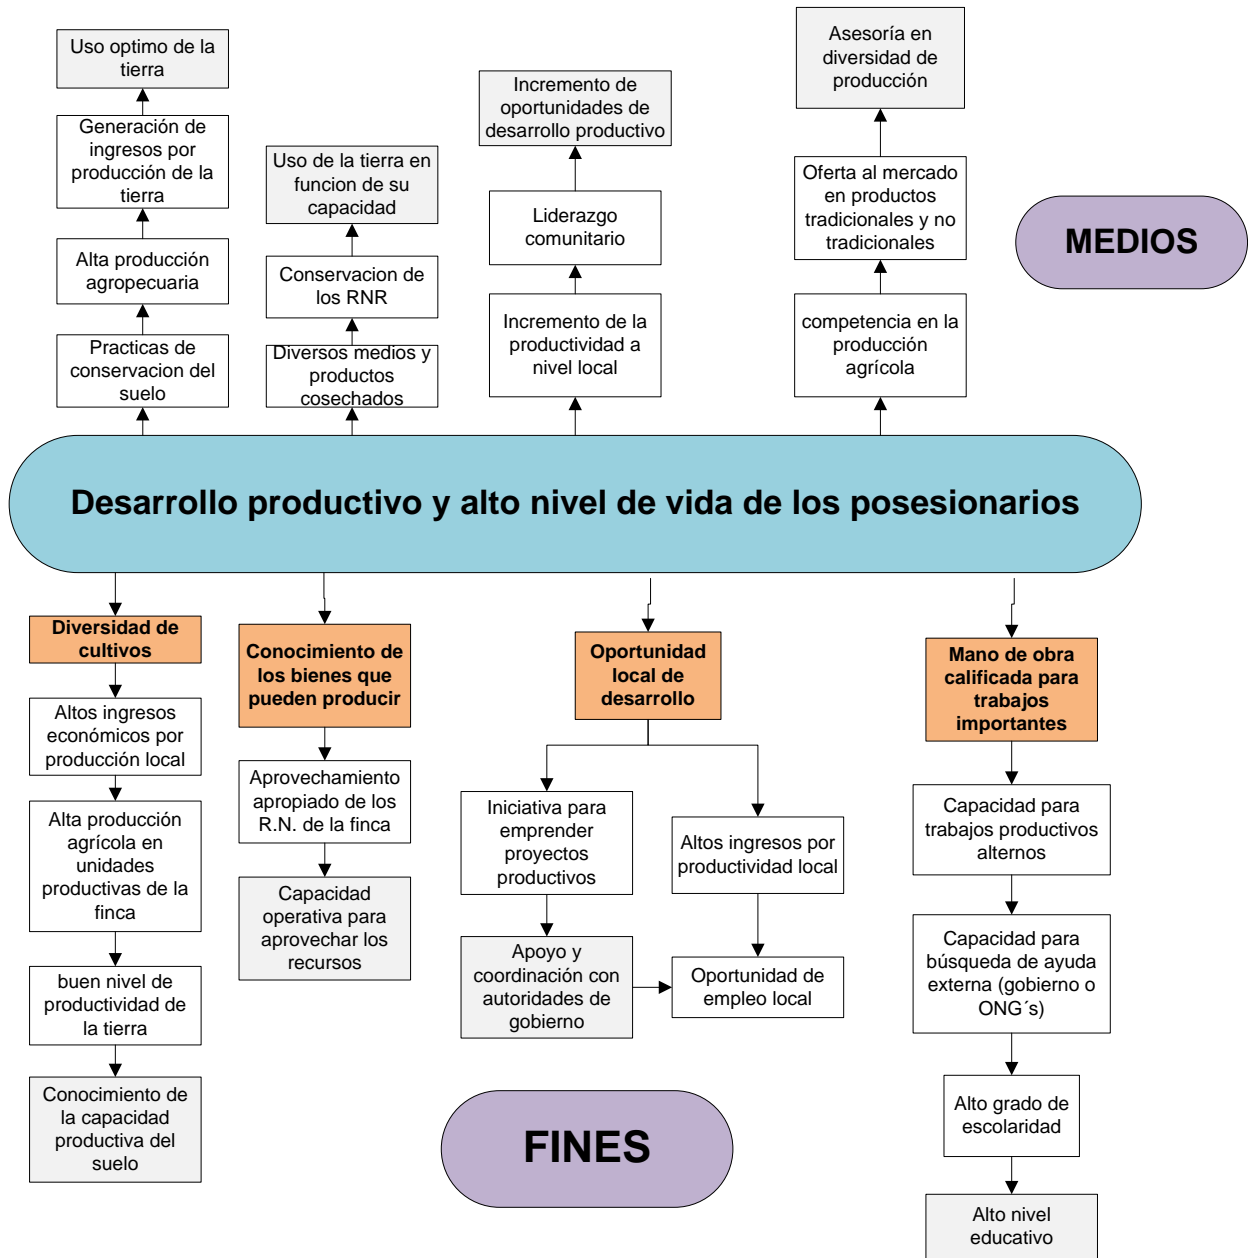 Uso optimo de la
tierra
Generación de
ingresos por
producción de la
tierra
Alta producción
agropecuaria
Practicas de
conservacion del
suelo
Uso de la tierra en
funcion de su
capacidad
Conservacion de
los RNR
Diversos medios y
productos
cosechados
Incremento de
oportunidades de
desarrollo productivo
Liderazgo
comunitario
Incremento de la
productividad a
nivel local
Asesoría en
diversidad de
producción
Oferta al mercado
en productos
tradicionales y no
tradicionales
competencia en la
producción
agrícola
MEDIOS
Desarrollo productivo y alto nivel de vida de los posesionarios
Diversidad de
cultivos
Altos ingresos
económicos por
producción local
Alta producción
agrícola en
unidades
productivas de la
finca
buen nivel de
productividad de
la tierra
Conocimiento de
la capacidad
productiva del
suelo
Conocimiento de
los bienes que
pueden producir
Aprovechamiento
apropiado de los
R.N. de la finca
Capacidad
operativa para
aprovechar los
recursos
Oportunidad
local de
desarrollo
Iniciativa para
emprender
proyectos
productivos
Apoyo y
coordinación con
autoridades de
gobierno
Altos ingresos por
productividad local
Oportunidad de
empleo local
Mano de obra
calificada para
trabajos
importantes
Capacidad para
trabajos productivos
alternos
Capacidad para
búsqueda de ayuda
externa (gobierno o
ONG´s)
Alto grado de
escolaridad
Alto nivel
educativo
FINES